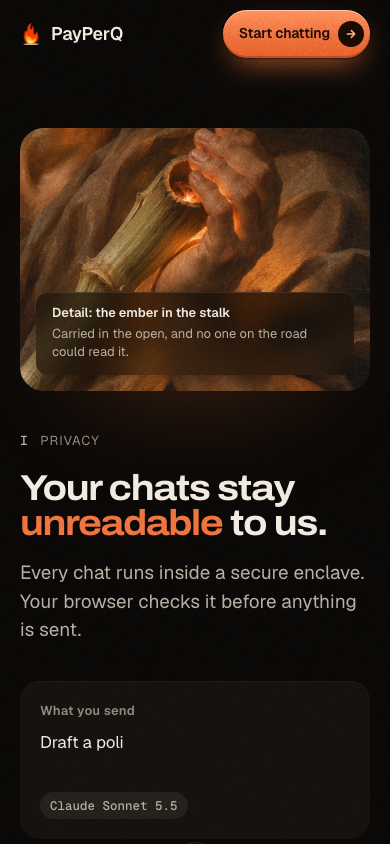 PayPerQ
Start chatting
Detail: the ember in the stalk
Carried in the open, and no one on the road
could read it.
I PRIVACY
Your chats stay
unreadable to us.
Every chat runs inside a secure enclave.
Your browser checks it before anything
is sent.
What you send
Draft a poli
Claude Sonnet 5.5